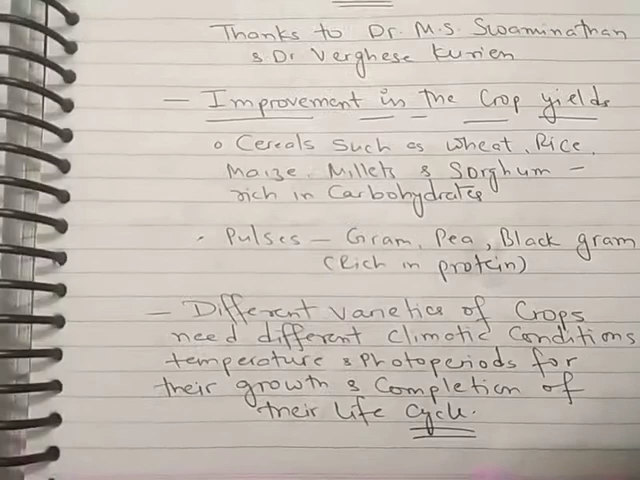 Thanks to Dr. M.S. Swaminathan
& Dr Verghese Kurien
— Improvement in the Crop yields
o Cereals such as wheat, Rice,
Maize, Millets & Sorghum –
rich in Carbohydrates
· Pulses – Gram, Pea, Black gram
(Rich in protein)
— Different varieties of Crops
need different Climatic Conditions
temperature & Photoperiods for
their growth & Completion of
their life Cycle.